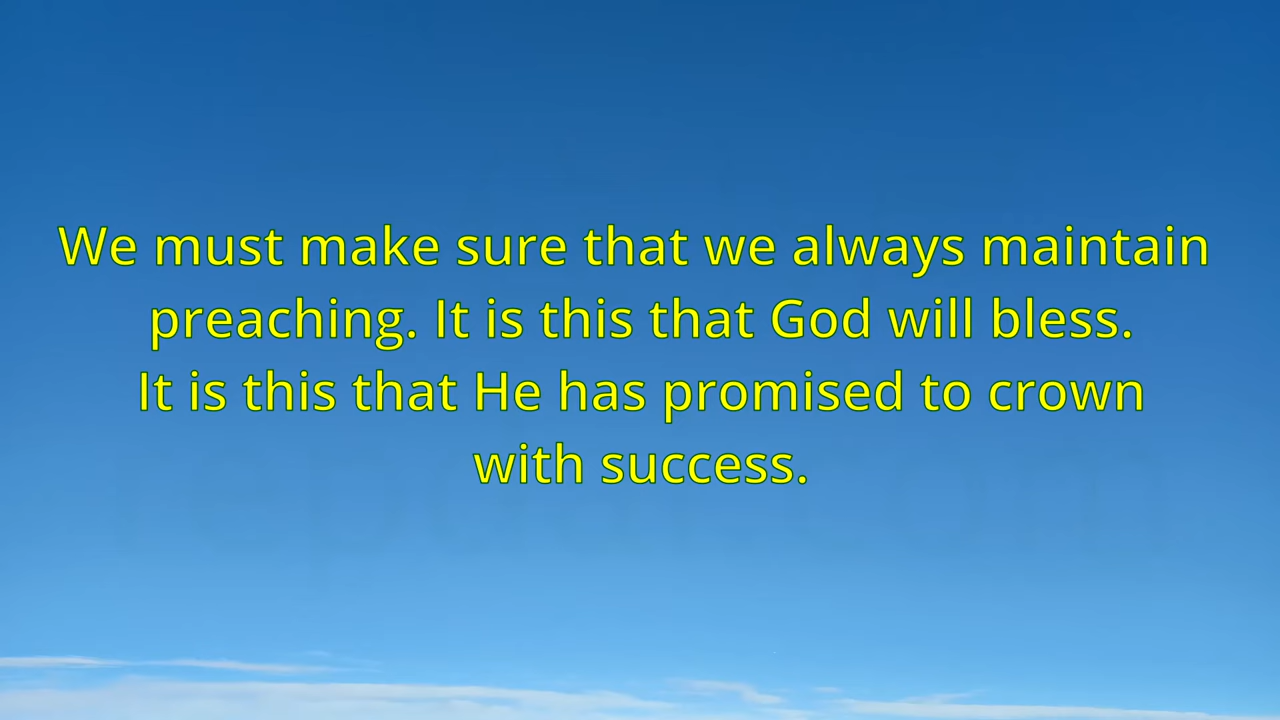 We must make sure that we always maintain
preaching. It is this that God will bless.
It is this that He has promised to crown
with success.